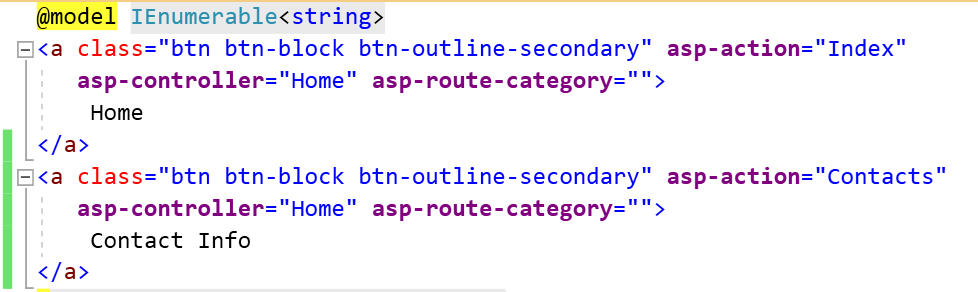 @model IEnumerable<string>
<a class="btn btn-block btn-outline-secondary" asp-action="Index"
asp-controller="Home" asp-route-category="">
Home
</a>
<a class="btn btn-block btn-outline-secondary" asp-action="Contacts"
asp-controller="Home" asp-route-category="">
Contact Info
</a>